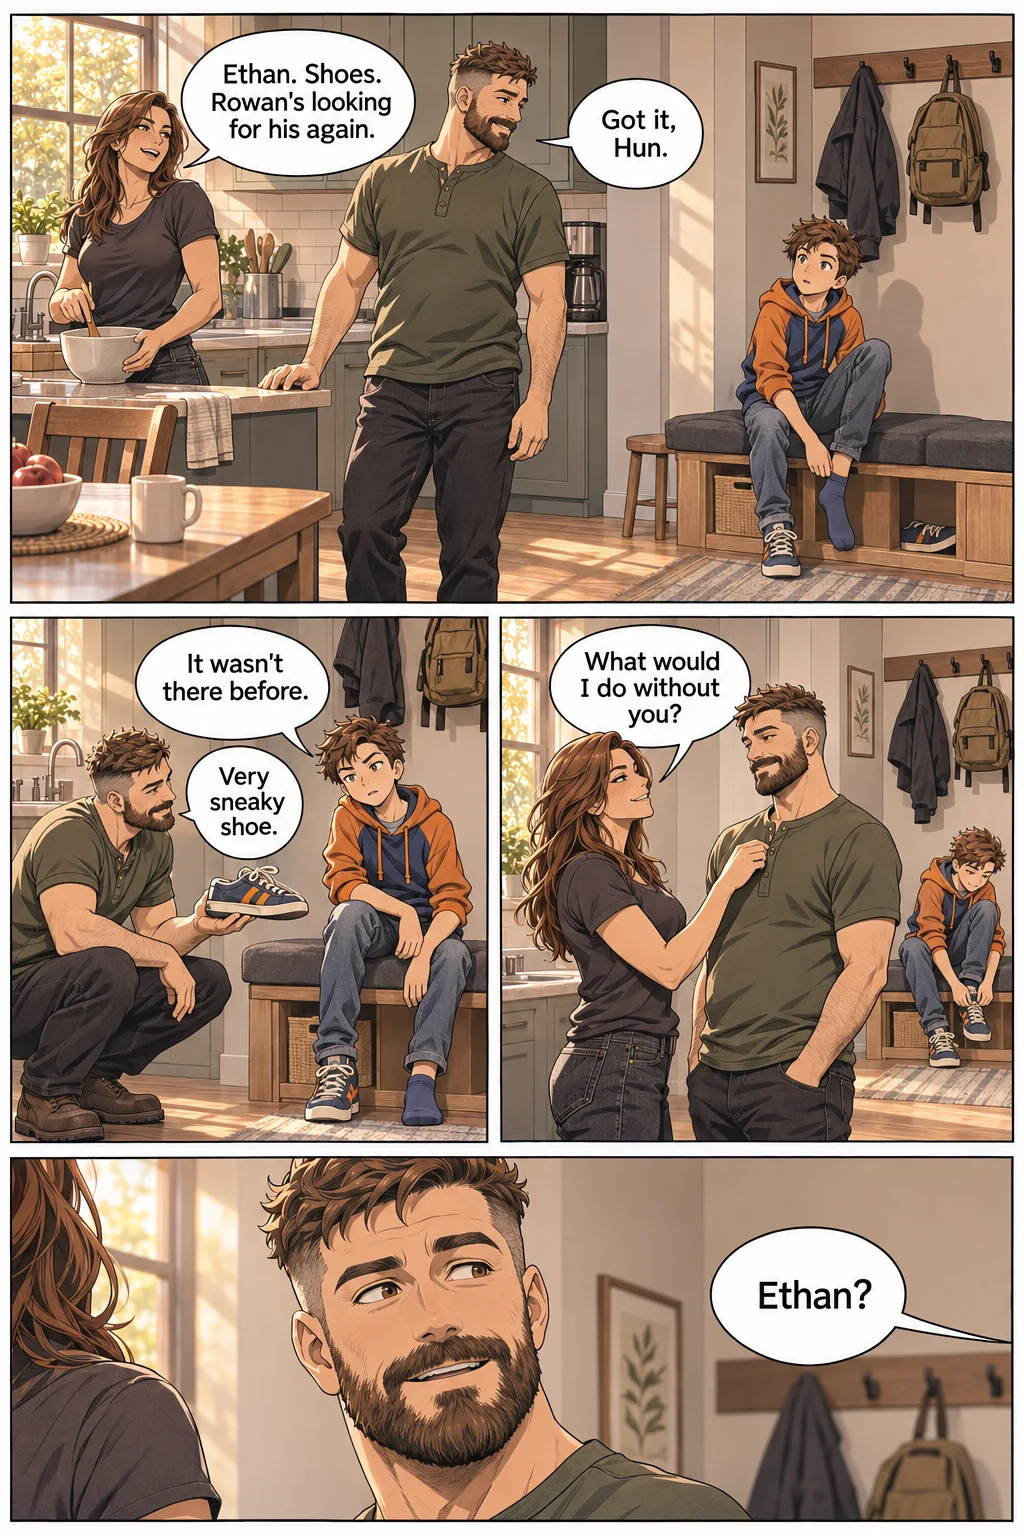 Ethan. Shoes.
Rowan's looking
for his again.
Got it,
Hun.
It wasn't
there before.
Very
sneaky
shoe.
What would
I do without
you?
Ethan?